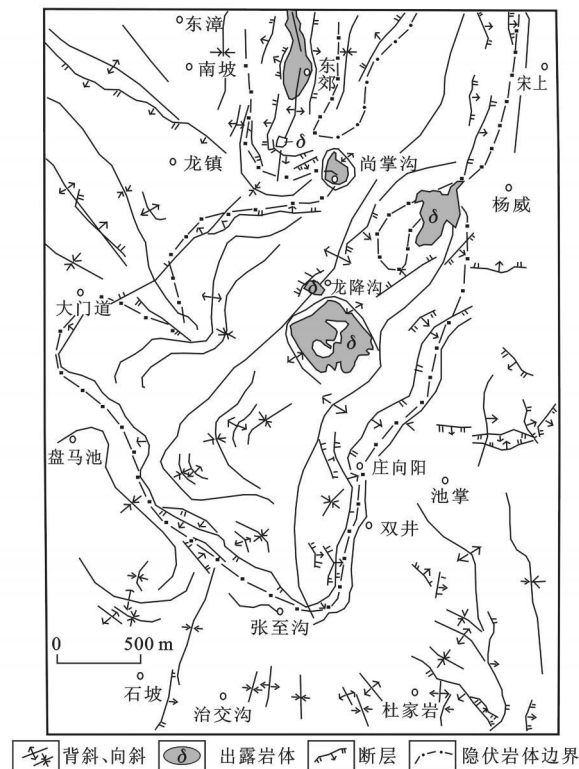 东漳
南坡
东郊
宋上
δ
龙镇
尚掌沟
杨威
δ
大门道
δ
龙降沟
δ
盘马池
庄向阳
池掌
双井
张至沟
0 500 m
石坡
冶交沟
杜家岩
背斜、向斜 δ 出露岩体 断层 隐伏岩体边界